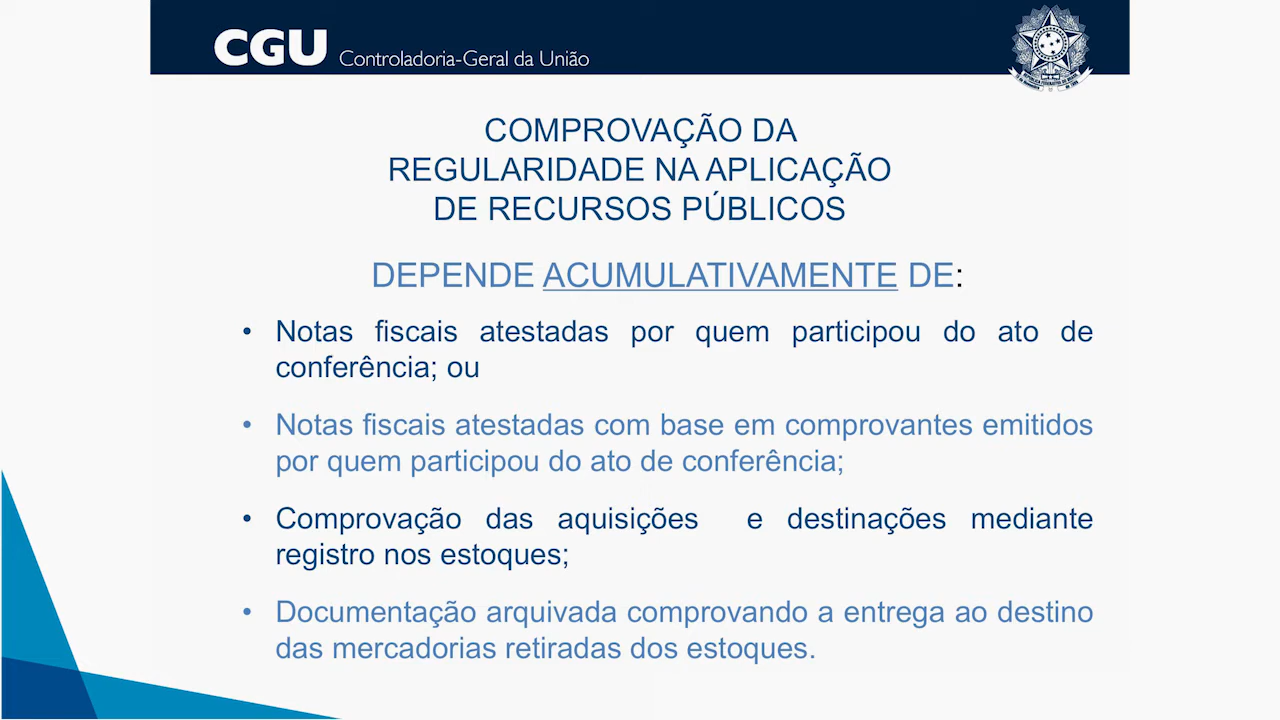 CGU Controladoria-Geral da União
COMPROVAÇÃO DA
REGULARIDADE NA APLICAÇÃO
DE RECURSOS PÚBLICOS
DEPENDE ACUMULATIVAMENTE DE:
• Notas fiscais atestadas por quem participou do ato de
conferência; ou
• Notas fiscais atestadas com base em comprovantes emitidos
por quem participou do ato de conferência;
• Comprovação das aquisições e destinações mediante
registro nos estoques;
• Documentação arquivada comprovando a entrega ao destino
das mercadorias retiradas dos estoques.